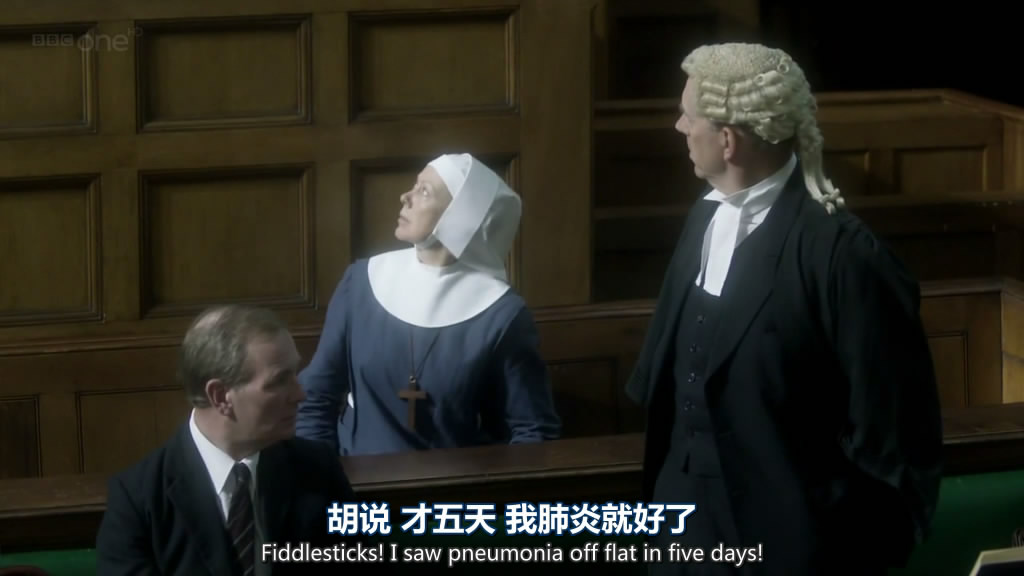 BBC one HD
胡说 才五天 我肺炎就好了
Fiddlesticks! I saw pneumonia off flat in five days!